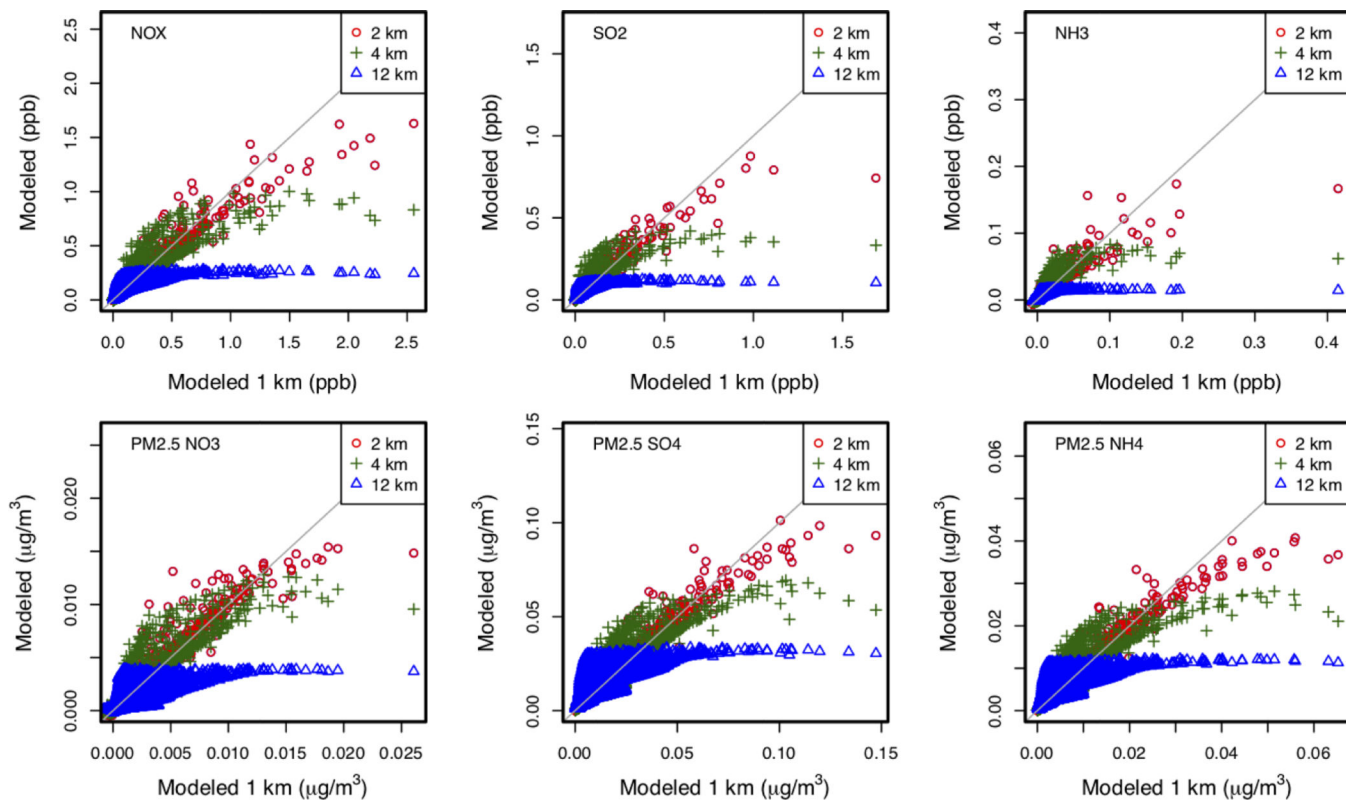 NOX
2 km
4 km
12 km
Modeled (ppb)
0.0 0.5 1.0 1.5 2.0 2.5
0.0 0.5 1.0 1.5 2.0 2.5
Modeled 1 km (ppb)
SO2
2 km
4 km
12 km
Modeled (ppb)
0.0 0.5 1.0 1.5
0.0 0.5 1.0 1.5
Modeled 1 km (ppb)
NH3
2 km
4 km
12 km
Modeled (ppb)
0.0 0.1 0.2 0.3 0.4
0.0 0.1 0.2 0.3 0.4
Modeled 1 km (ppb)
PM2.5 NO3
2 km
4 km
12 km
Modeled (μg/m³)
0.000 0.010 0.020
0.000 0.005 0.010 0.015 0.020 0.025
Modeled 1 km (μg/m³)
PM2.5 SO4
2 km
4 km
12 km
Modeled (μg/m³)
0.00 0.05 0.10 0.15
0.00 0.05 0.10 0.15
Modeled 1 km (μg/m³)
PM2.5 NH4
2 km
4 km
12 km
Modeled (μg/m³)
0.00 0.02 0.04 0.06
0.00 0.02 0.04 0.06
Modeled 1 km (μg/m³)